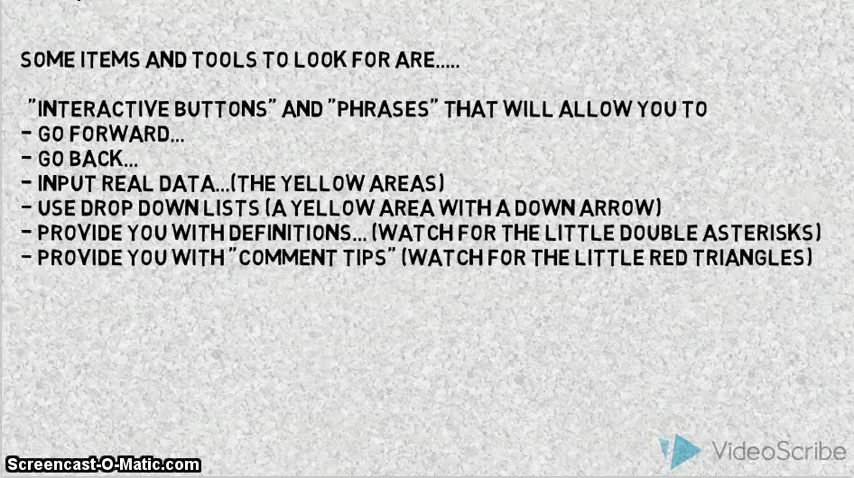 SOME ITEMS AND TOOLS TO LOOK FOR ARE.....
"INTERACTIVE BUTTONS" AND "PHRASES" THAT WILL ALLOW YOU TO
- GO FORWARD...
- GO BACK...
- INPUT REAL DATA...(THE YELLOW AREAS)
- USE DROP DOWN LISTS (A YELLOW AREA WITH A DOWN ARROW)
- PROVIDE YOU WITH DEFINITIONS... (WATCH FOR THE LITTLE DOUBLE ASTERISKS)
- PROVIDE YOU WITH "COMMENT TIPS" (WATCH FOR THE LITTLE RED TRIANGLES)
VideoScribe
Screencast-O-Matic.com